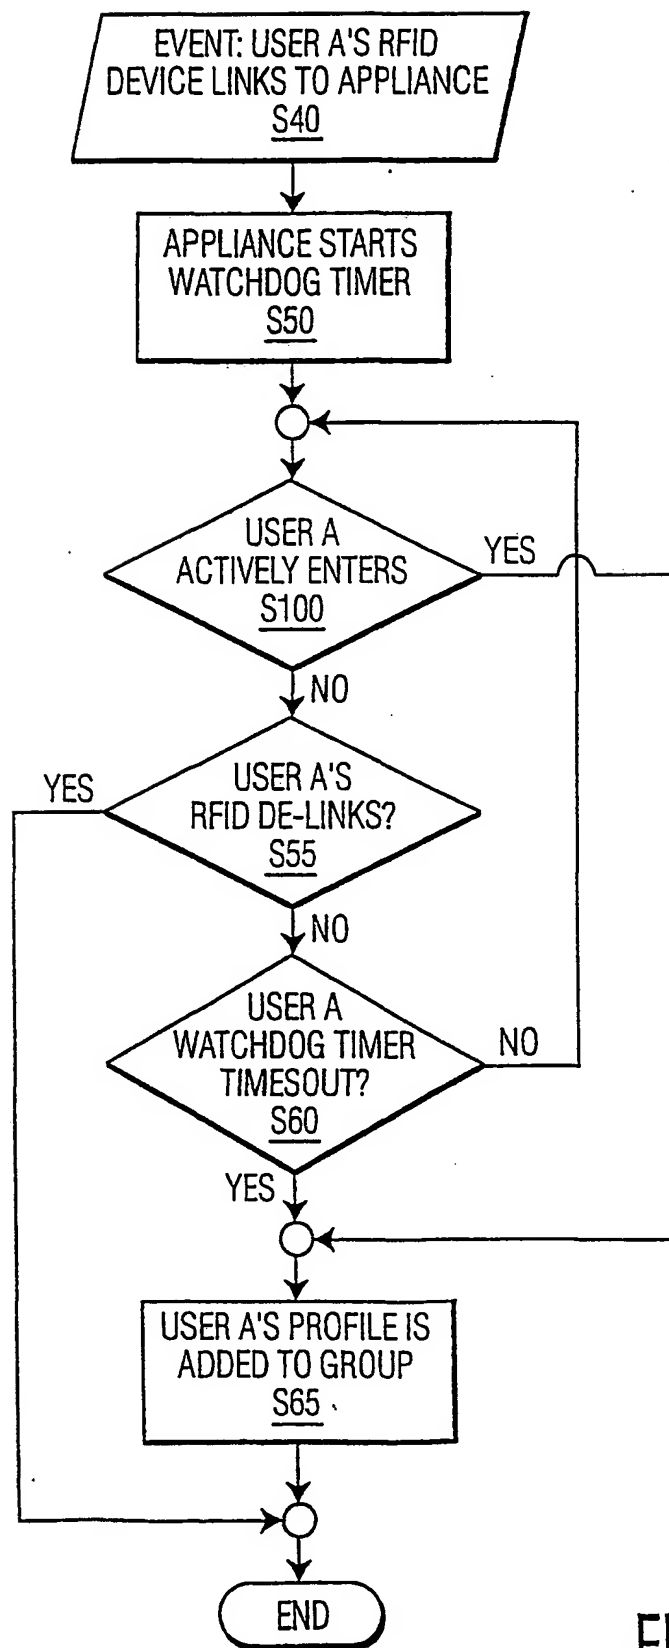 EVENT: USER A'S RFID
DEVICE LINKS TO APPLIANCE
S40
APPLIANCE STARTS
WATCHDOG TIMER
S50
USER A
ACTIVELY ENTERS
S100
YES
NO
USER A'S
RFID DE-LINKS?
S55
YES
NO
USER A
WATCHDOG TIMER
TIMESOUT?
S60
NO
YES
USER A'S PROFILE IS
ADDED TO GROUP
S65
END